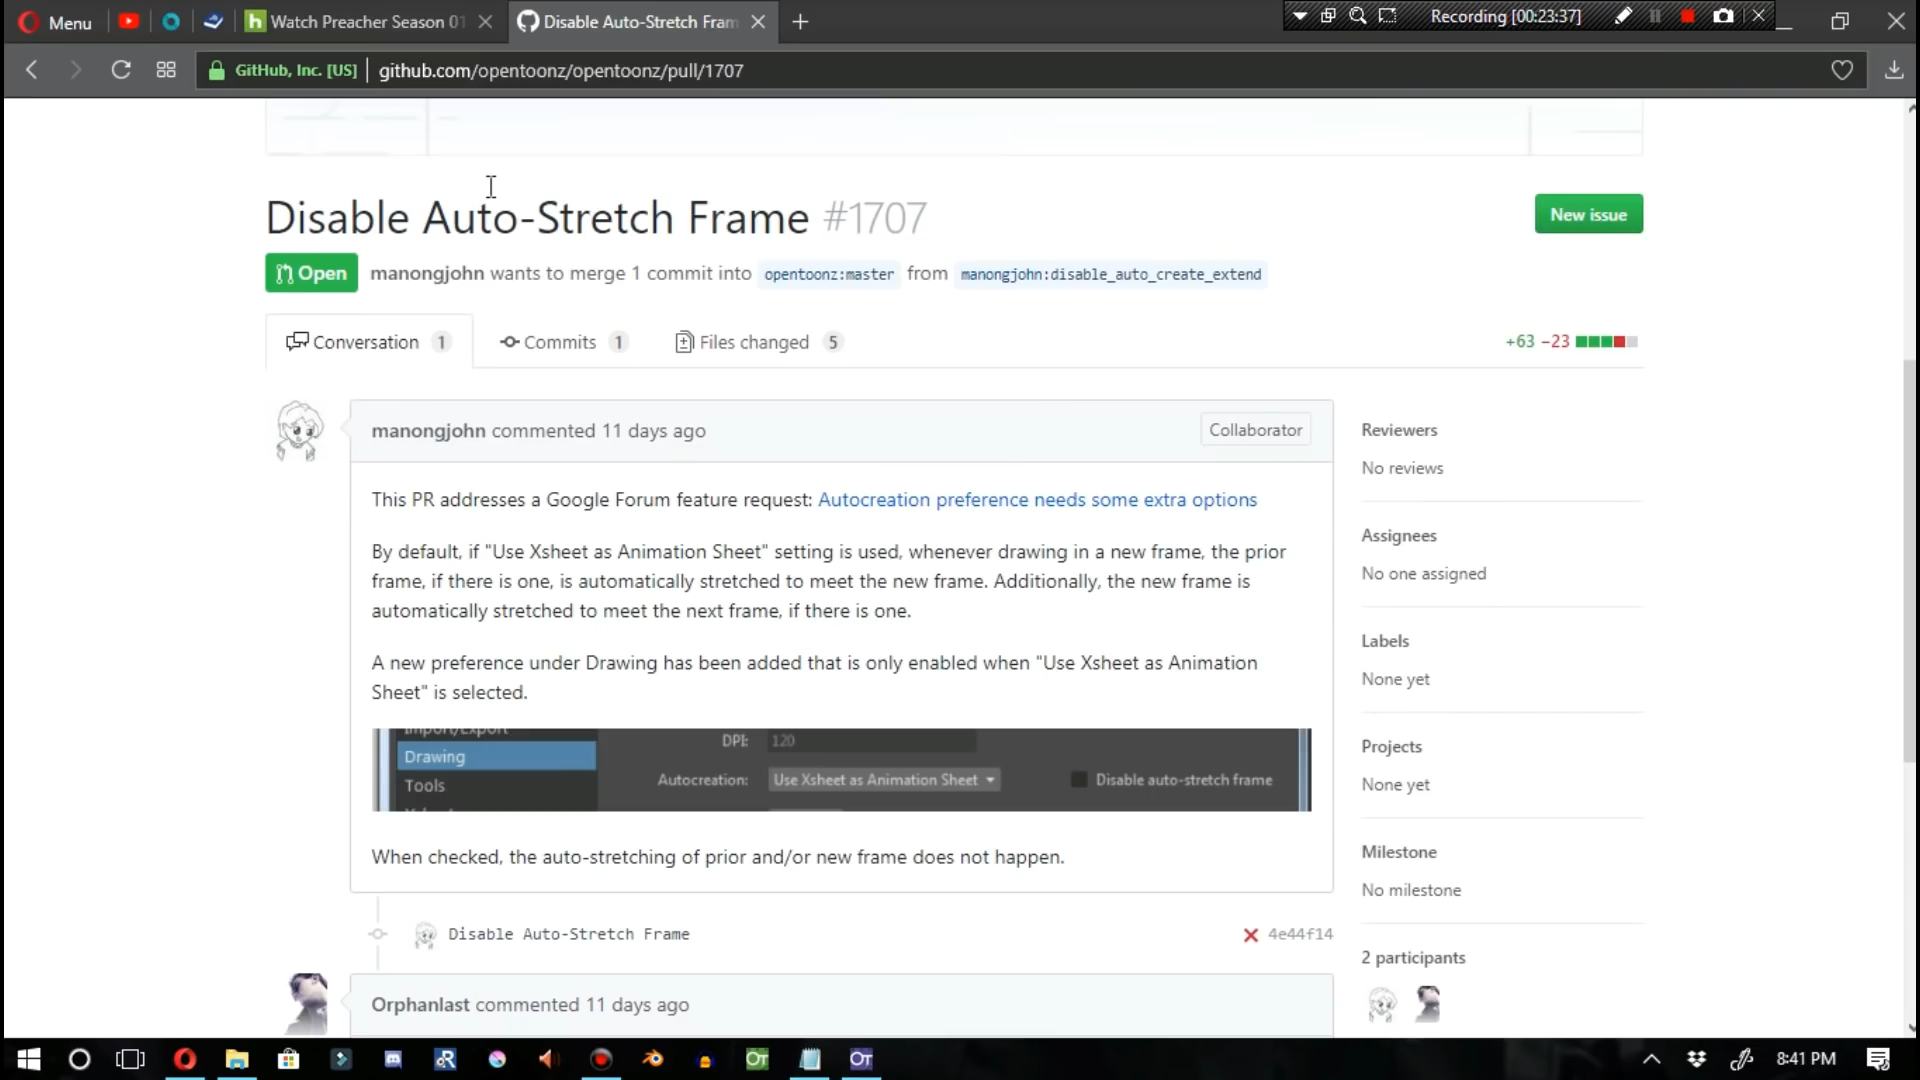 Menu
Watch Preacher Season 01
Disable Auto-Stretch Fram
Recording [00:23:37]
GitHub, Inc. [US]
github.com/opentoonz/opentoonz/pull/1707
Disable Auto-Stretch Frame #1707
New issue
Open
manongjohn wants to merge 1 commit into opentoonz:master from manongjohn:disable_auto_create_extend
Conversation 1
Commits 1
Files changed 5
+63 −23
manongjohn commented 11 days ago
Collaborator
This PR addresses a Google Forum feature request: Autocreation preference needs some extra options
By default, if "Use Xsheet as Animation Sheet" setting is used, whenever drawing in a new frame, the prior
frame, if there is one, is automatically stretched to meet the new frame. Additionally, the new frame is
automatically stretched to meet the next frame, if there is one.
A new preference under Drawing has been added that is only enabled when "Use Xsheet as Animation
Sheet" is selected.
Import/Export
DPI: 120
Drawing
Autocreation: Use Xsheet as Animation Sheet
Disable auto-stretch frame
Tools
When checked, the auto-stretching of prior and/or new frame does not happen.
Disable Auto-Stretch Frame
4e44f14
Orphanlast commented 11 days ago
Reviewers
No reviews
Assignees
No one assigned
Labels
None yet
Projects
None yet
Milestone
No milestone
2 participants
8:41 PM